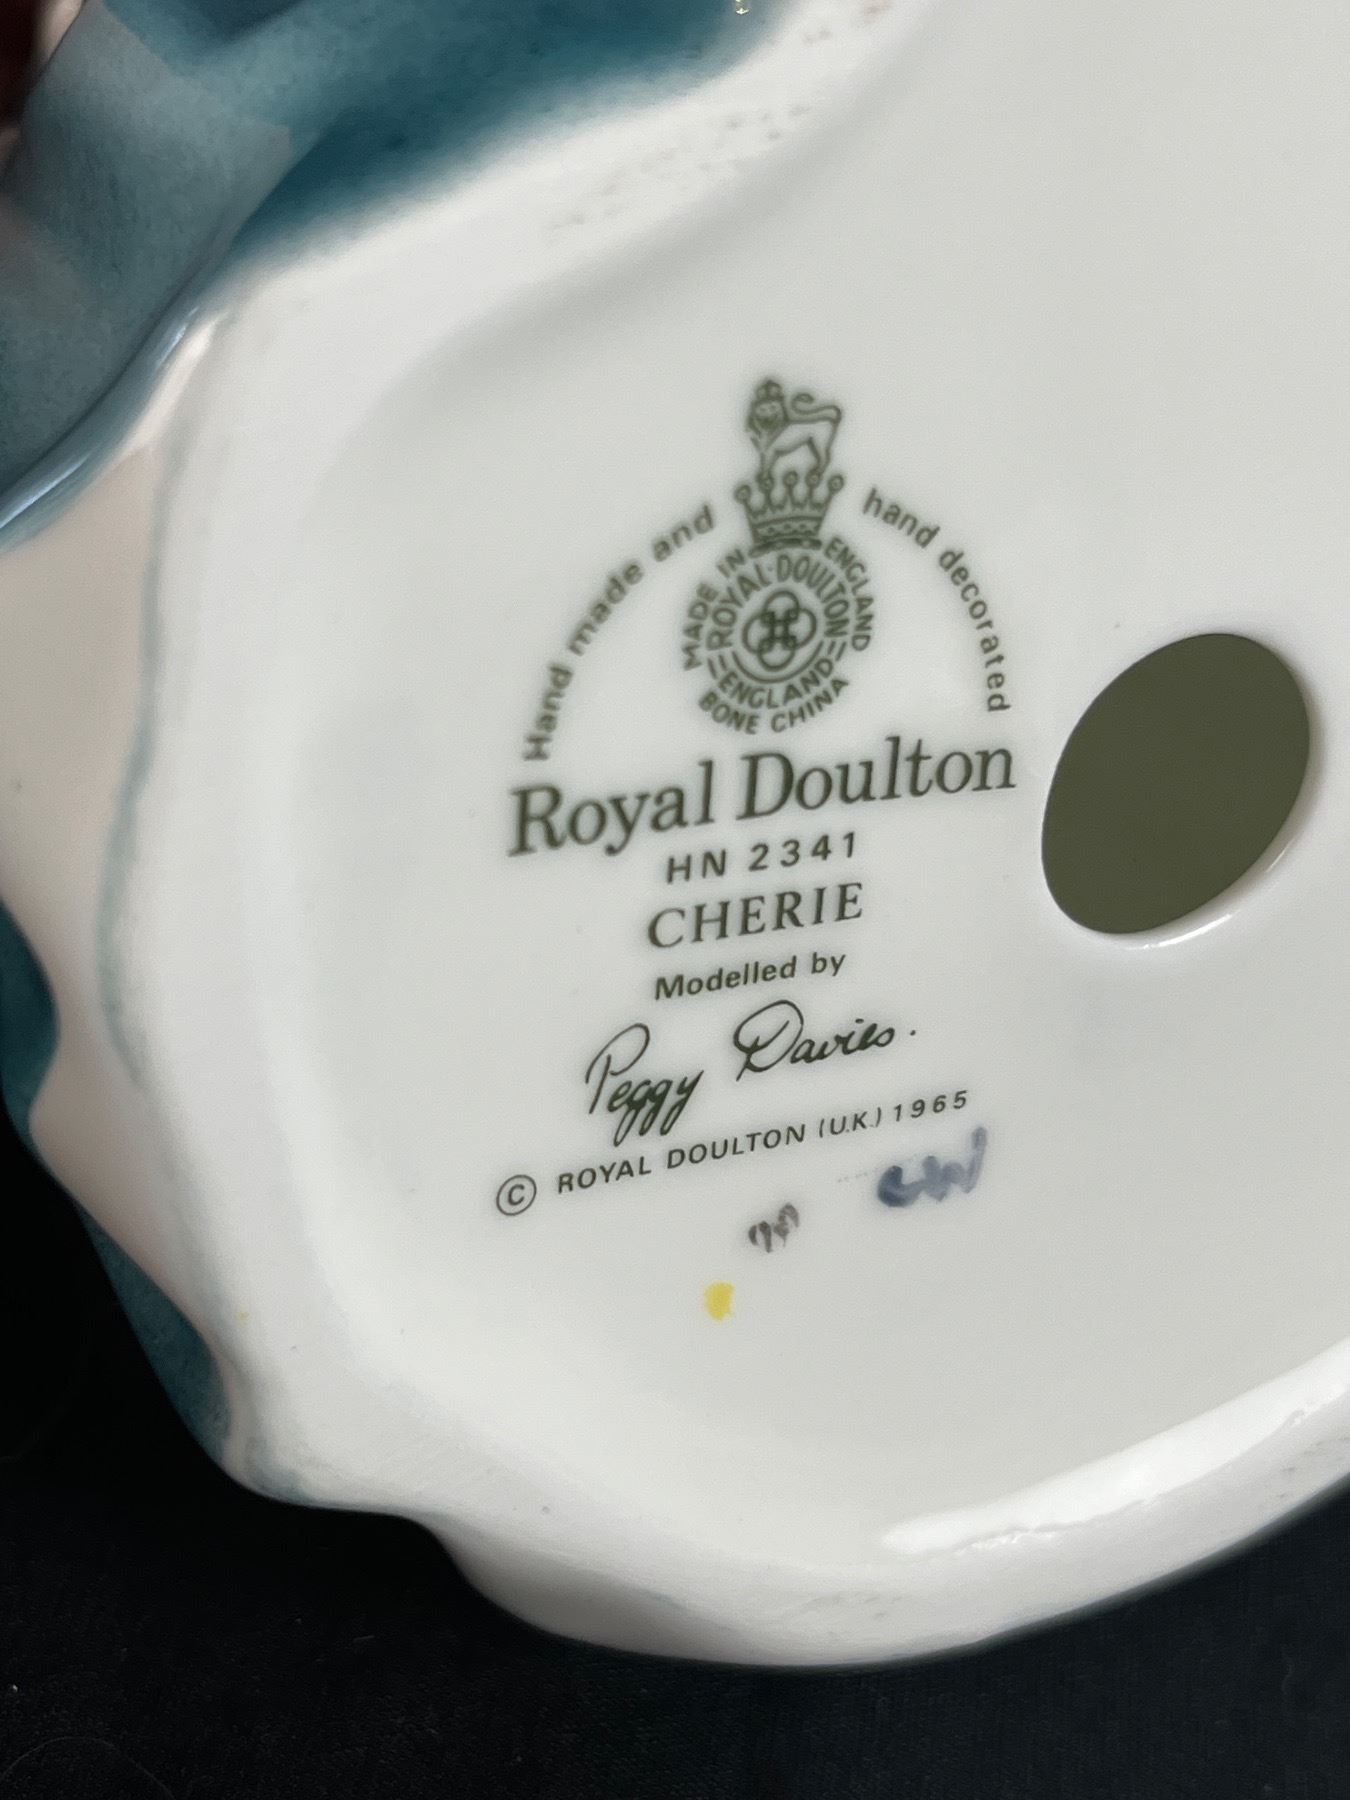 Hand made and hand decorated
MADE IN ENGLAND
ROYAL·DOULTON
ENGLAND
BONE CHINA
Royal Doulton
HN 2341
CHERIE
Modelled by
Peggy Davies.
© ROYAL DOULTON (U.K.) 1965